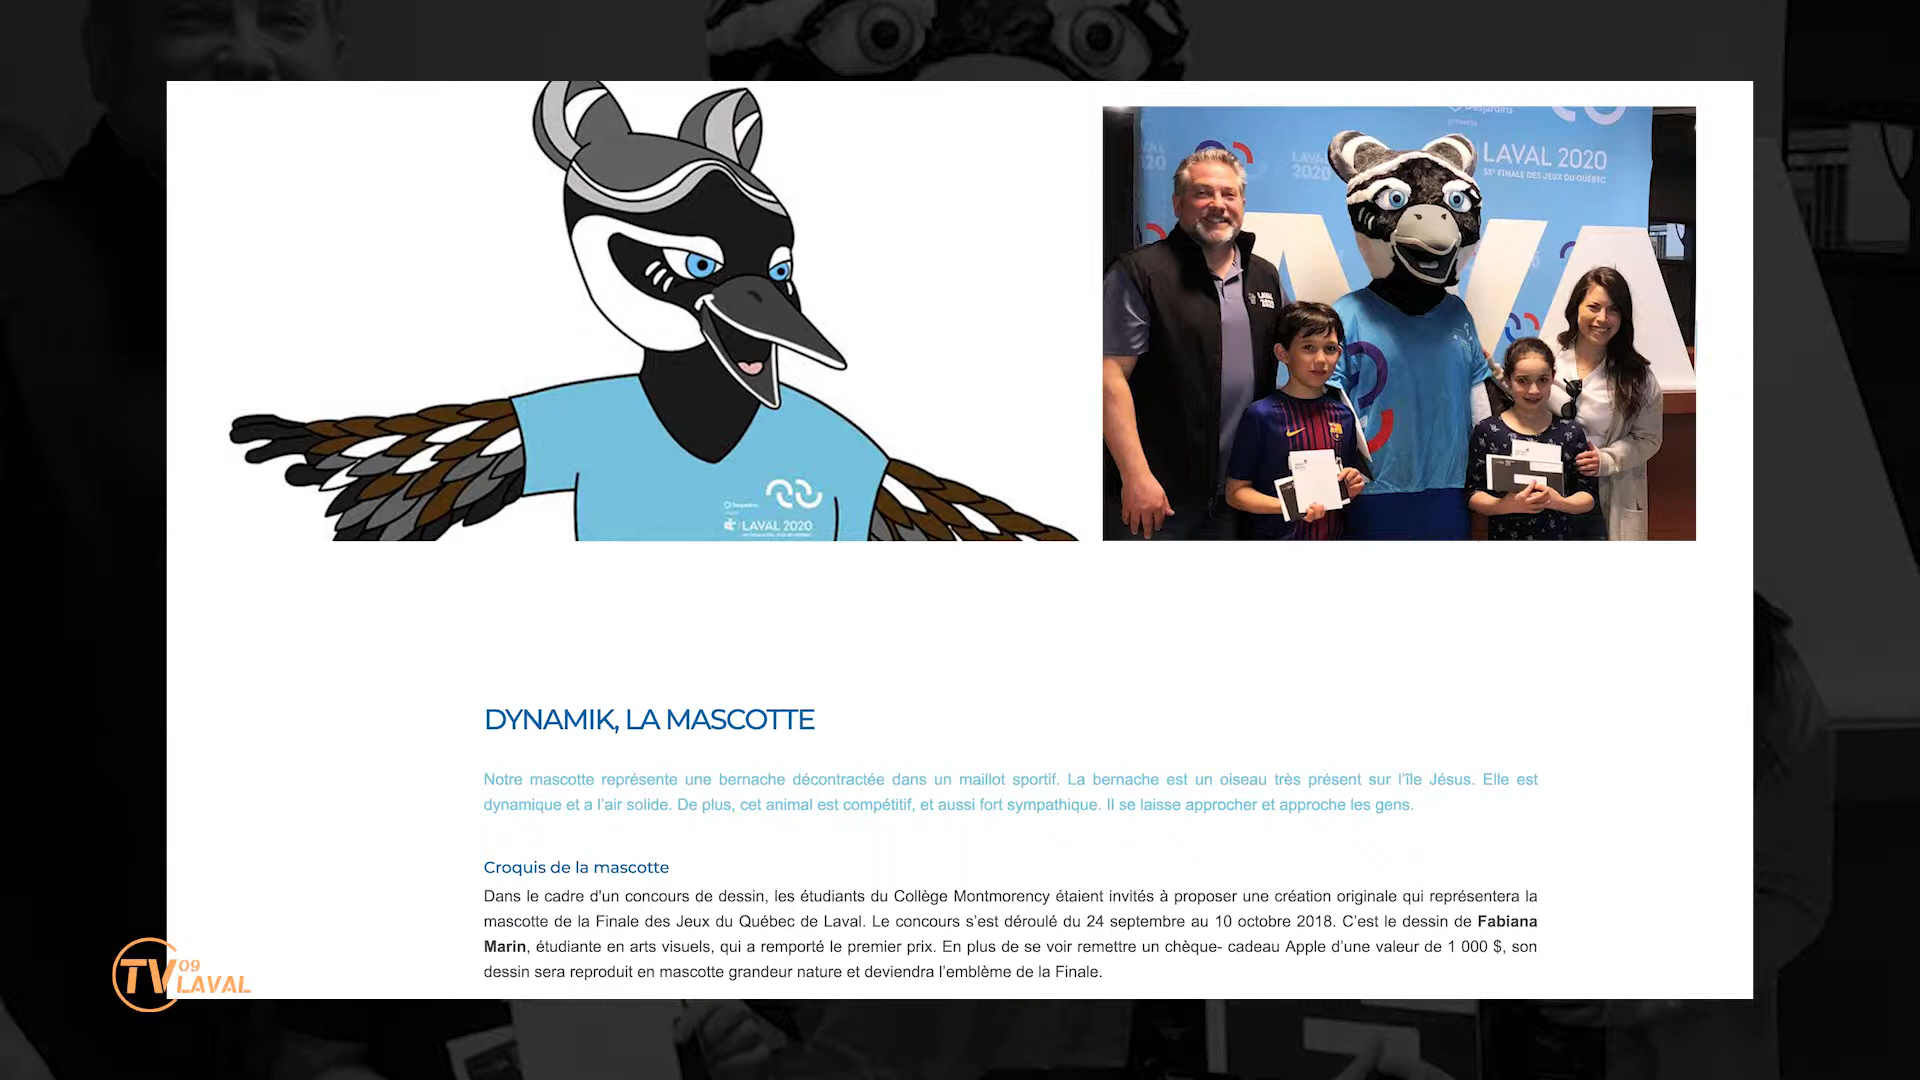 Desjardins
LAVAL 2020
Desjardins
présente
LAVAL
2020
LAVAL 2020
55e FINALE DES JEUX DU QUÉBEC
LAVAL
2020
DYNAMIK, LA MASCOTTE
Notre mascotte représente une bernache décontractée dans un maillot sportif. La bernache est un oiseau très présent sur l'île Jésus. Elle est
dynamique et a l'air solide. De plus, cet animal est compétitif, et aussi fort sympathique. Il se laisse approcher et approche les gens.
Croquis de la mascotte
Dans le cadre d'un concours de dessin, les étudiants du Collège Montmorency étaient invités à proposer une création originale qui représentera la
mascotte de la Finale des Jeux du Québec de Laval. Le concours s'est déroulé du 24 septembre au 10 octobre 2018. C'est le dessin de Fabiana
Marin, étudiante en arts visuels, qui a remporté le premier prix. En plus de se voir remettre un chèque- cadeau Apple d'une valeur de 1 000 $, son
dessin sera reproduit en mascotte grandeur nature et deviendra l'emblème de la Finale.
TV 09
LAVAL